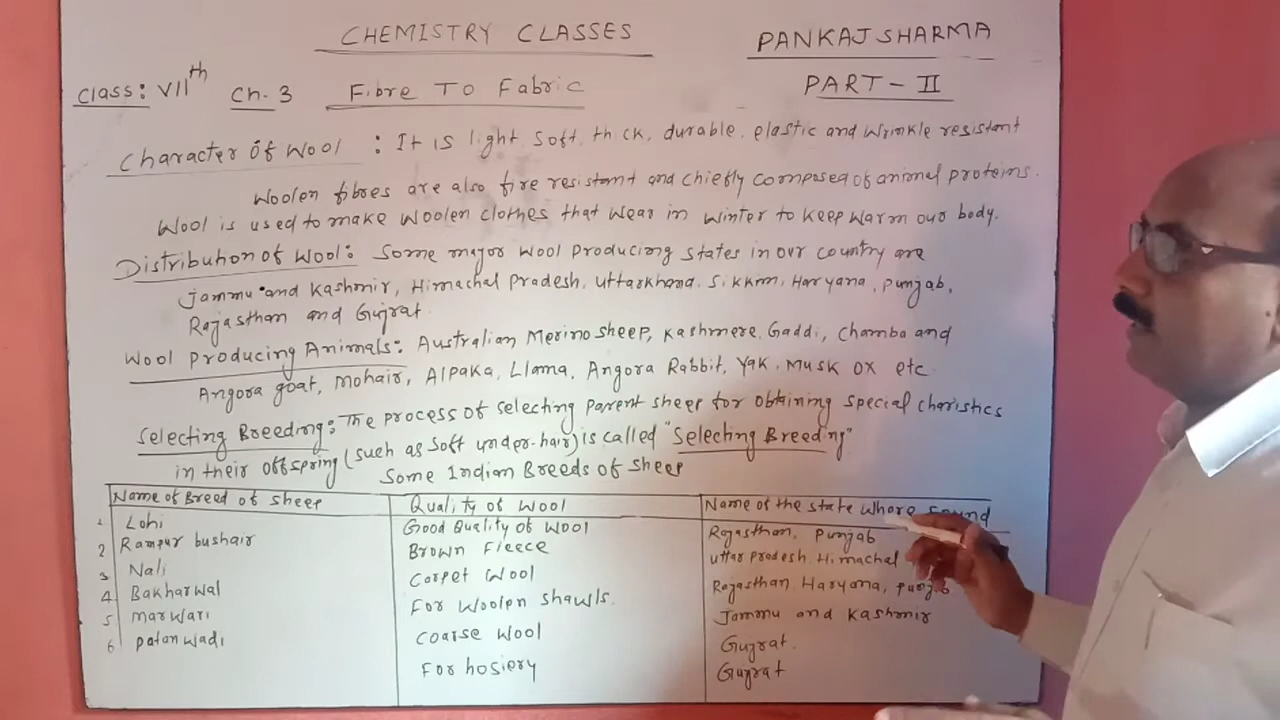 CHEMISTRY CLASSES
PANKAJ SHARMA
Class: VIIth Ch. 3 Fibre To Fabric
PART - II
Character Of Wool : It is light, soft, thick, durable, elastic and wrinkle resistant
Woolen fibres are also fire resistant and chiefly composed of animal proteins.
Wool is used to make woolen clothes that wear in winter to keep warm our body.
Distribution of Wool: Some major wool producing states in our country are
Jammu and Kashmir, Himachal Pradesh, Uttarkhand, Sikkim, Haryana, Punjab,
Rajasthan and Gujrat
Wool Producing Animals: Australian Merino sheep, Kashmere, Gaddi, Chamba and
Angora goat, Mohair, Alpaka, Llama, Angora Rabbit, Yak, Musk ox etc
Selecting Breeding: The process of selecting parent sheep for obtaining special charistics
in their offspring (such as soft under-hair) is called "Selecting Breeding"
Some Indian Breeds of Sheep
Name of Breed of sheep Quality of Wool Name of the state whore found
1 Lohi Good Quality of Wool Rajasthan, Punjab
2 Rampur bushair Brown Fleece Uttar Pradesh, Himachal
3 Nali Carpet Wool Rajasthan, Haryana, Punjab
4 Bakharwal For Woolen shawls. Jammu and Kashmir
5 Marwari Coarse Wool Gujrat.
6 patanwadi For hosiery Gujrat